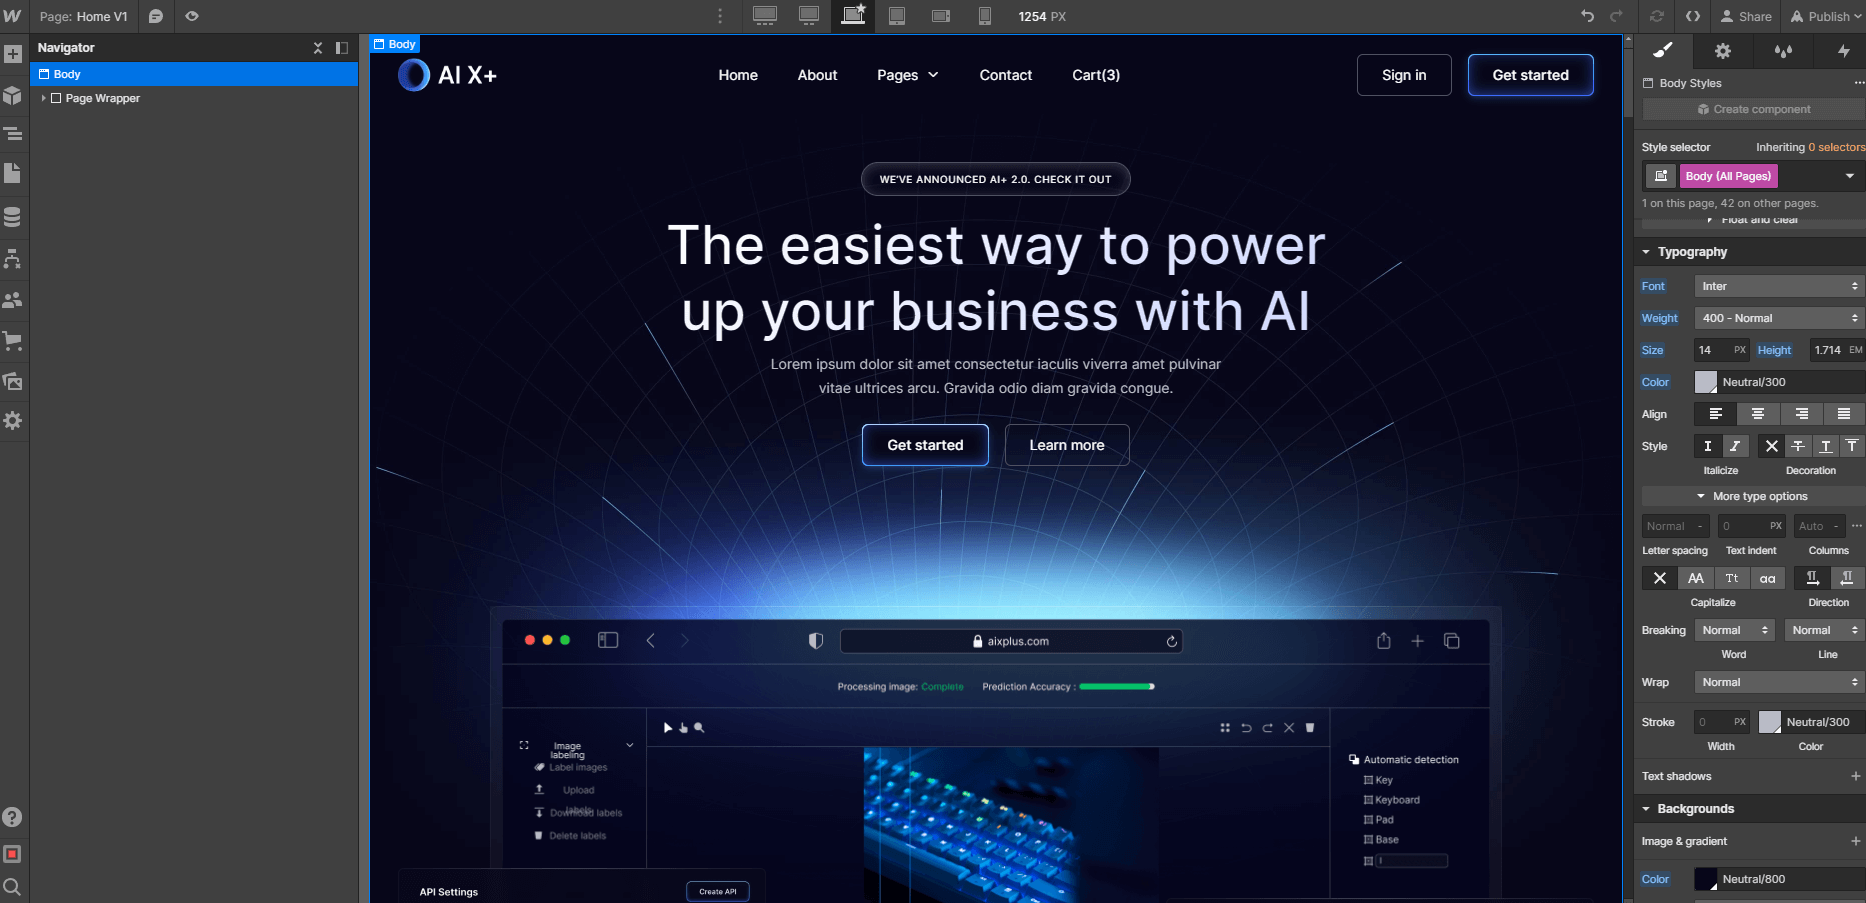 Page: Home V1
1254 PX
Share
Publish
Navigator
Body
Page Wrapper
Body
AI X+
Home
About
Pages
Contact
Cart(3)
Sign in
Get started
WE'VE ANNOUNCED AI+ 2.0. CHECK IT OUT
The easiest way to power
up your business with AI
Lorem ipsum dolor sit amet consectetur iaculis viverra amet pulvinar
vitae ultrices arcu. Gravida odio diam gravida congue.
Get started
Learn more
aixplus.com
Processing image: Complete
Prediction Accuracy :
Image
labeling
Label images
Upload
labels
Download labels
Delete labels
Automatic detection
Key
Keyboard
Pad
Base
API Settings
Create API
Body Styles
Create component
Style selector
Inheriting 0 selectors
Body (All Pages)
1 on this page, 42 on other pages.
Float and clear
Typography
Font
Inter
Weight
400 - Normal
Size
14 PX
Height
1.714 EM
Color
Neutral/300
Align
Style
Italicize
Decoration
More type options
Normal -
0 PX
Auto -
Letter spacing
Text indent
Columns
AA
Tt
aa
Capitalize
Direction
Breaking
Normal
Normal
Word
Line
Wrap
Normal
Stroke
0 PX
Neutral/300
Width
Color
Text shadows
Backgrounds
Image & gradient
Color
Neutral/800